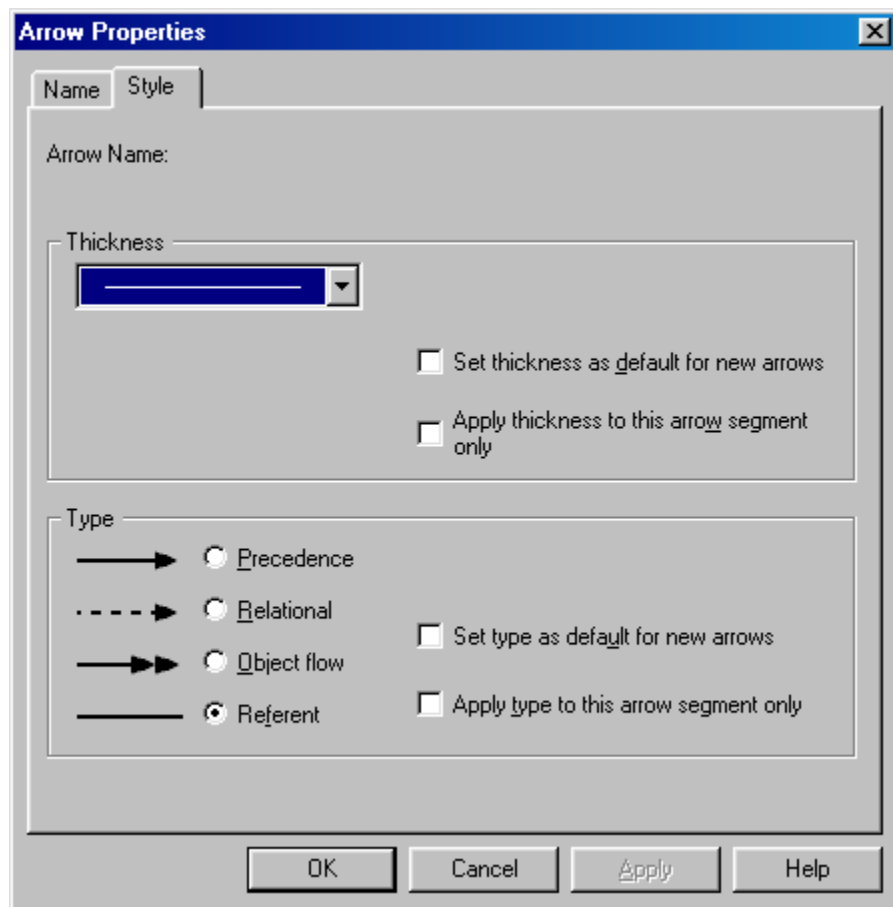 Arrow Properties
Name
Style
Arrow Name:
Thickness
Set thickness as default for new arrows
Apply thickness to this arrow segment
only
Type
Precedence
Relational
Object flow
Referent
Set type as default for new arrows
Apply type to this arrow segment only
OK
Cancel
Apply
Help